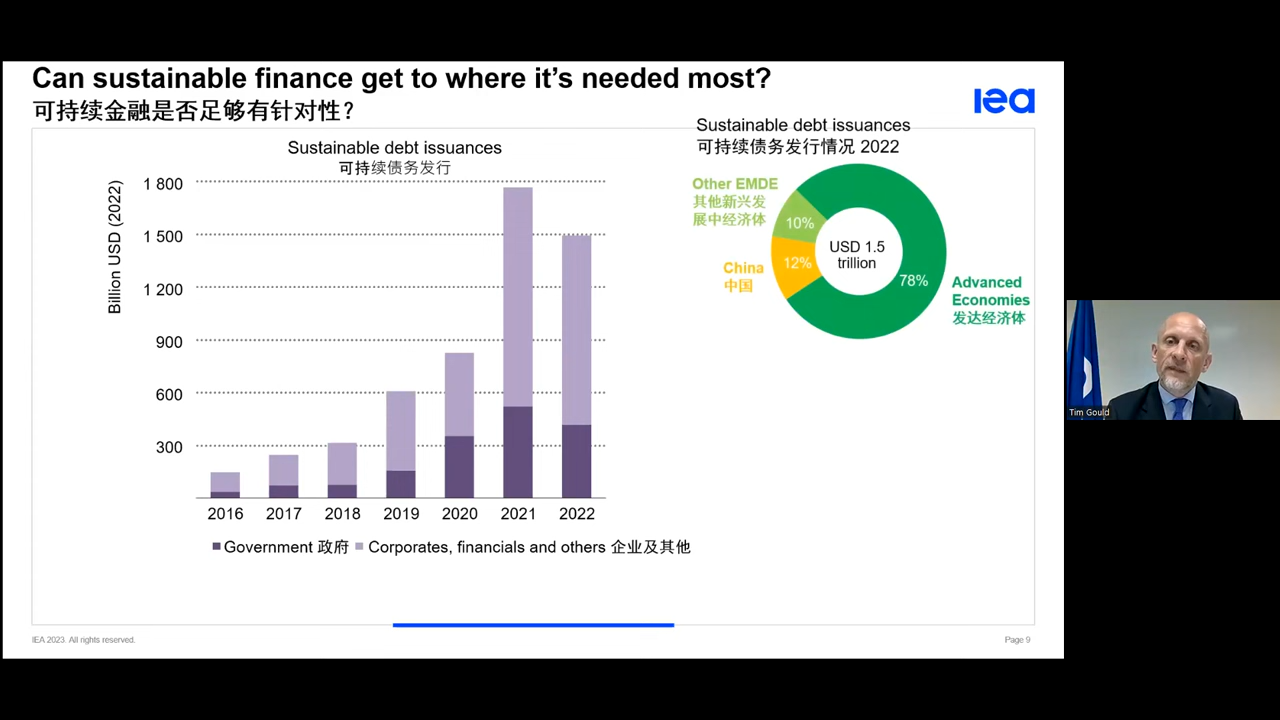 Can sustainable finance get to where it's needed most?
可持续金融是否足够有针对性?
iea
Sustainable debt issuances
可持续债务发行
Billion USD (2022)
1 800
1 500
1 200
900
600
300
2016 2017 2018 2019 2020 2021 2022
Government 政府 Corporates, financials and others 企业及其他
Sustainable debt issuances
可持续债务发行情况 2022
Other EMDE
其他新兴发
展中经济体
10%
USD 1.5
trillion
China
中国
12%
78%
Advanced
Economies
发达经济体
Tim Gould
IEA 2023. All rights reserved.
Page 9